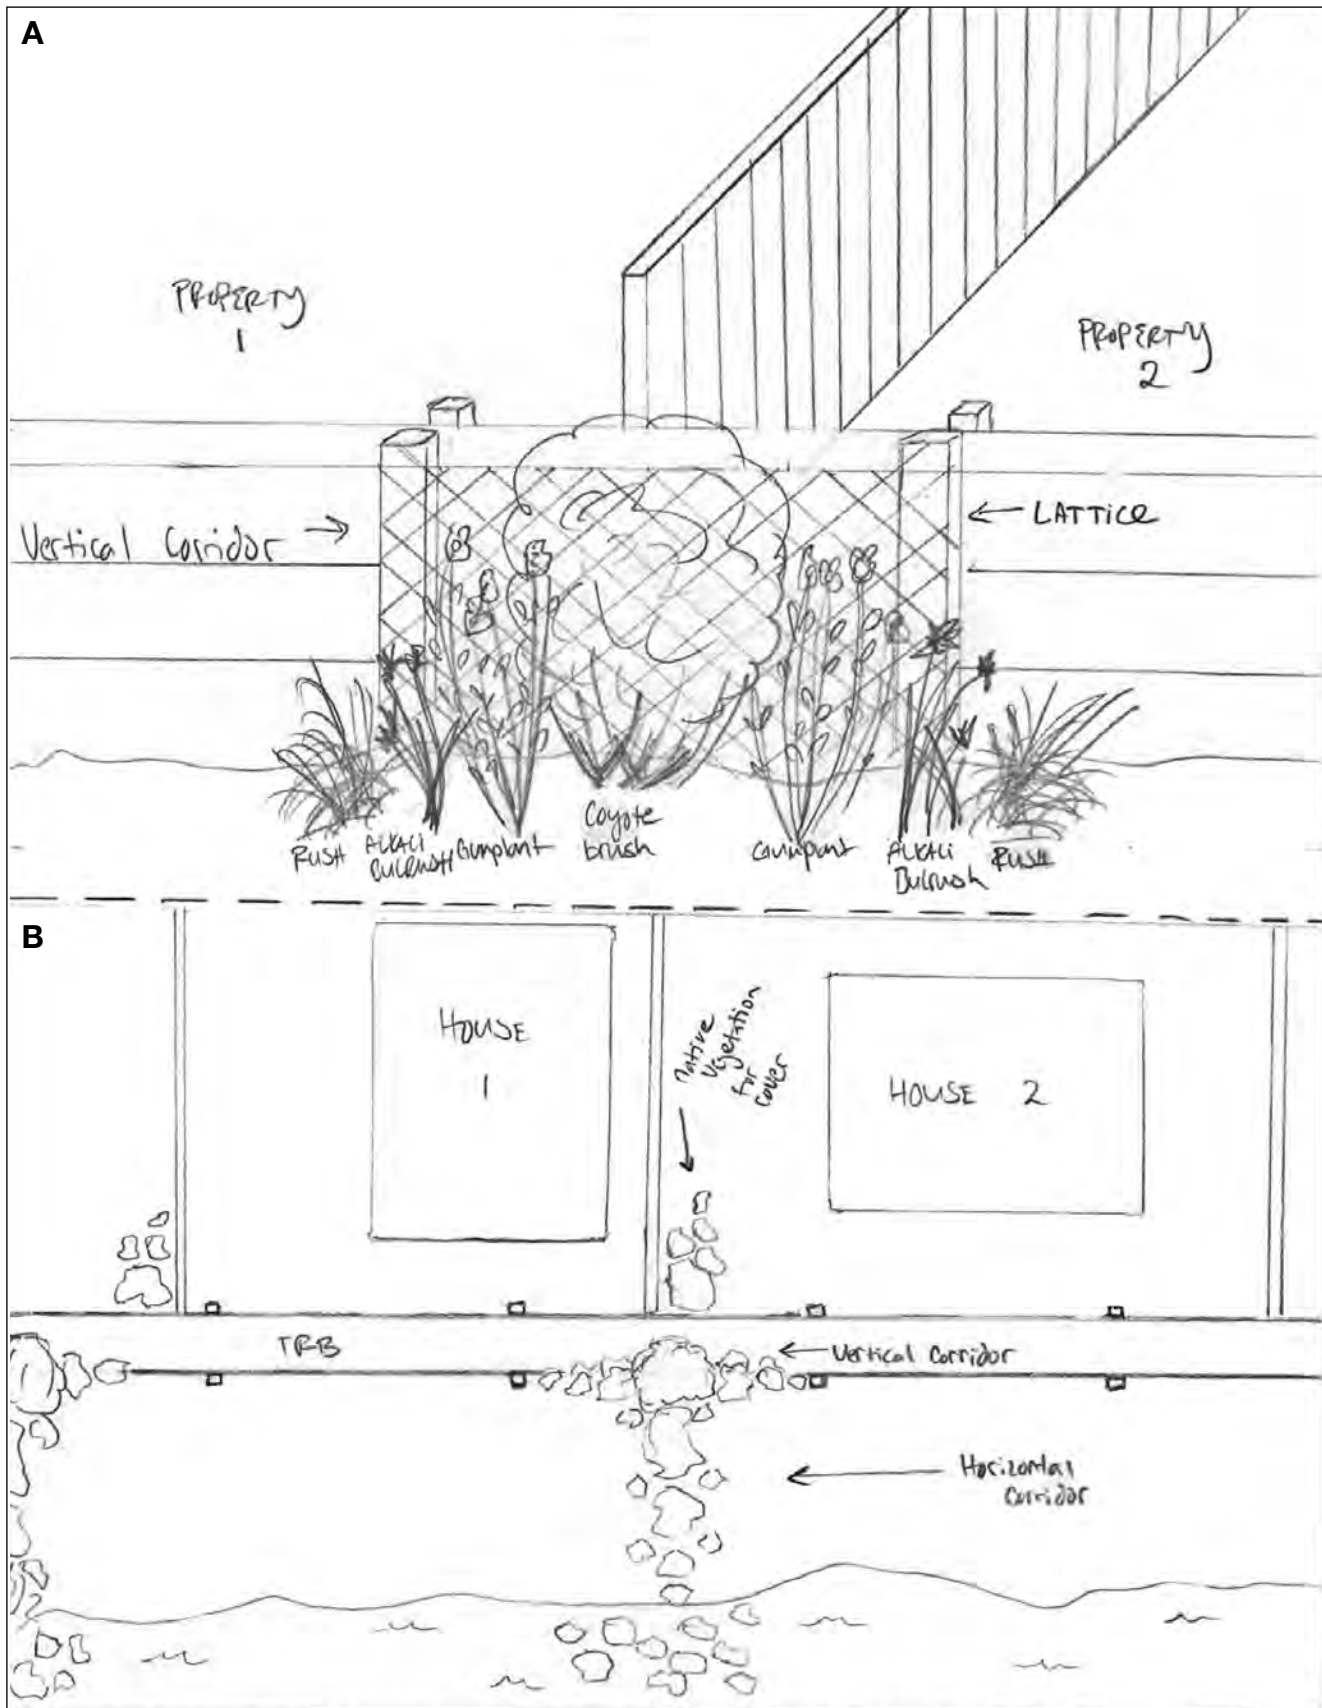 A
PROPERTY
1
PROPERTY
2
Vertical Corridor
LATTICE
RUSH
ALKALI
BULRUSH
Gumplant
Coyote
brush
Gumplant
ALKALI
Bulrush
RUSH
B
HOUSE
1
Native
Vegetation
for
cover
HOUSE 2
TRB
Vertical Corridor
Horizontal
Corridor